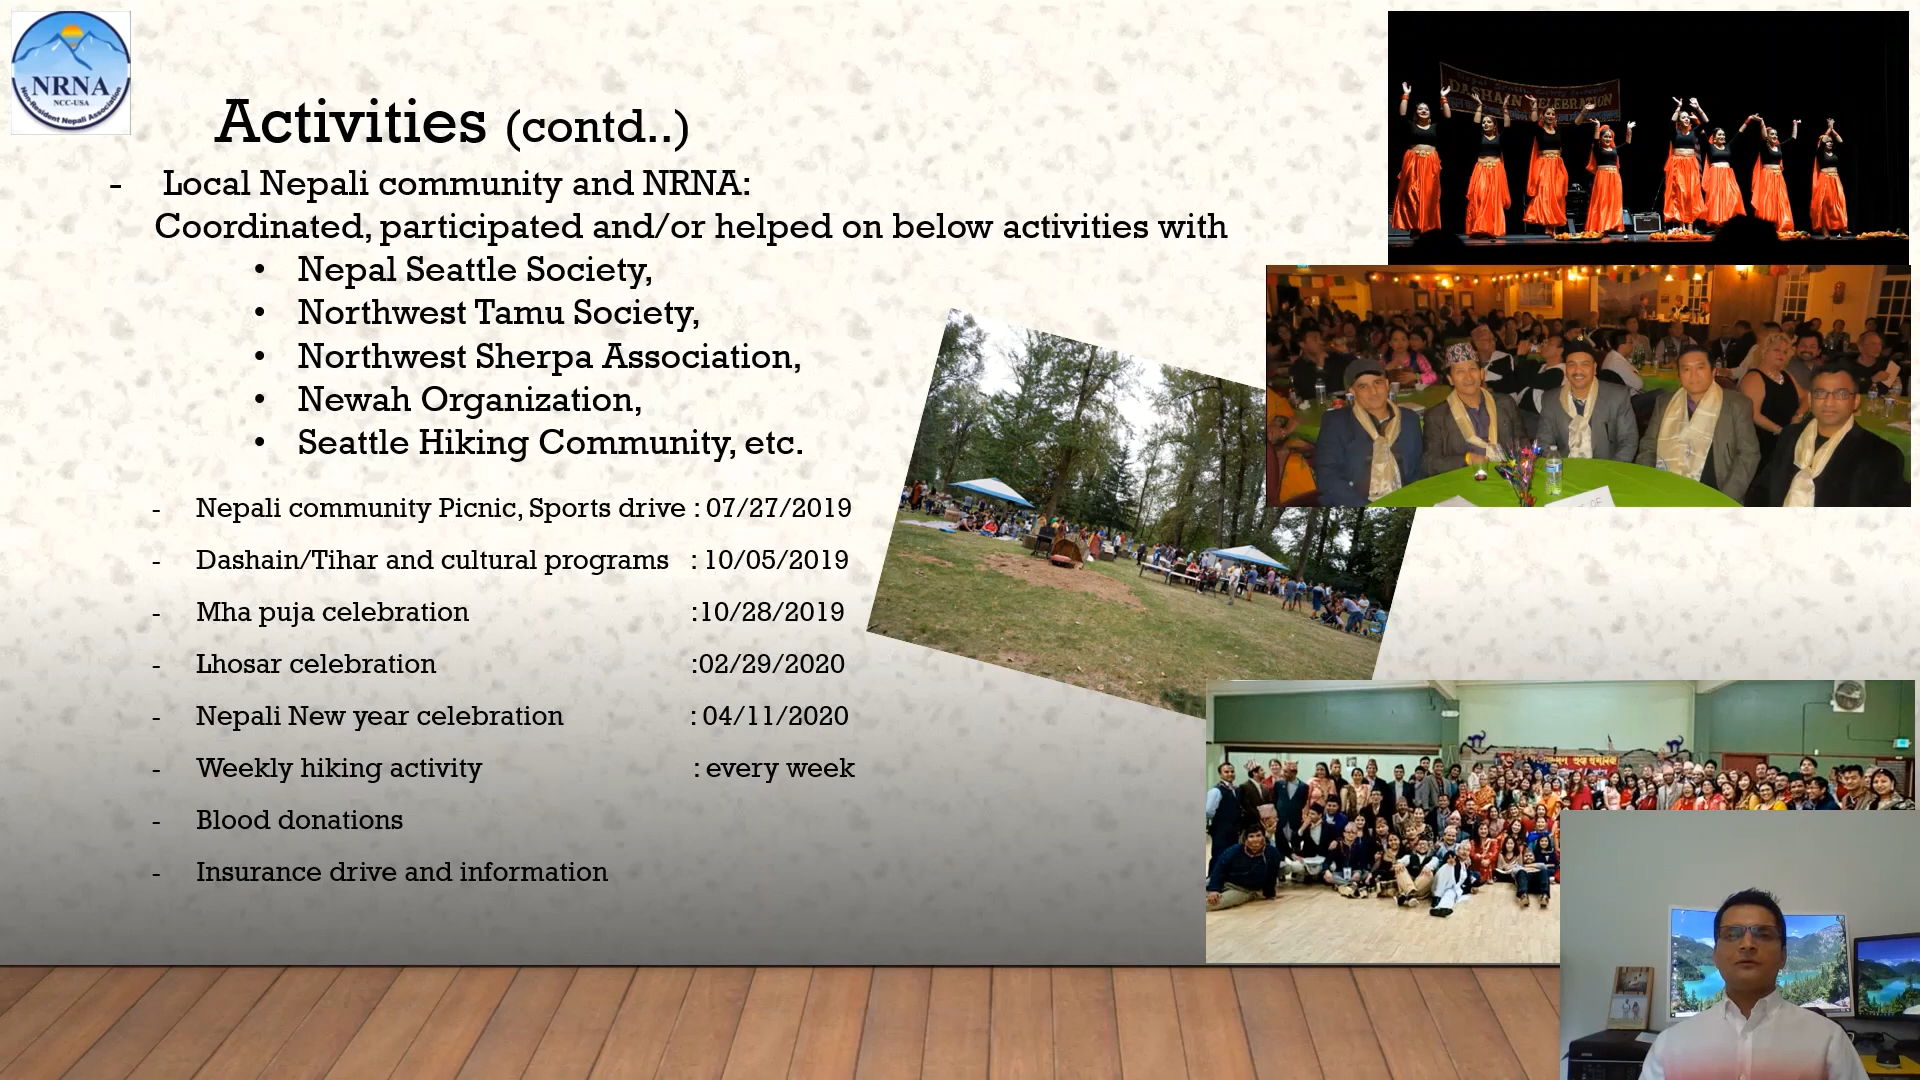 NRNA
NCC-USA
Non-Resident Nepali Association
Activities (contd..)
- Local Nepali community and NRNA:
Coordinated, participated and/or helped on below activities with
• Nepal Seattle Society,
• Northwest Tamu Society,
• Northwest Sherpa Association,
• Newah Organization,
• Seattle Hiking Community, etc.
- Nepali community Picnic, Sports drive : 07/27/2019
- Dashain/Tihar and cultural programs : 10/05/2019
- Mha puja celebration :10/28/2019
- Lhosar celebration :02/29/2020
- Nepali New year celebration : 04/11/2020
- Weekly hiking activity : every week
- Blood donations
- Insurance drive and information
DASHAIN CELEBRATION